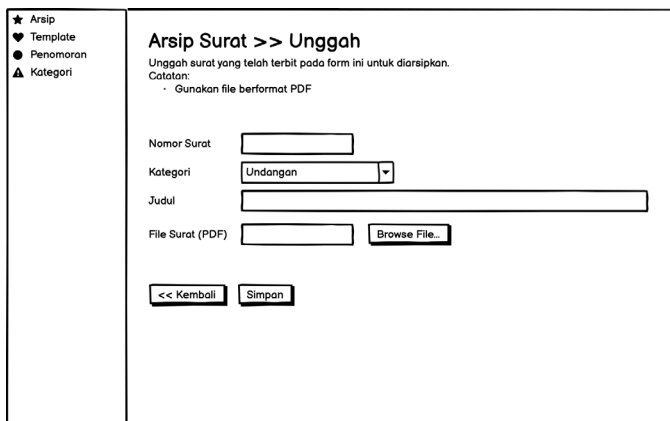 Arsip
Template
Penomoran
Kategori
Arsip Surat >> Unggah
Unggah surat yang telah terbit pada form ini untuk diarsipkan.
Catatan:
· Gunakan file berformat PDF
Nomor Surat
Kategori Undangan
Judul
File Surat (PDF) Browse File...
<< Kembali Simpan